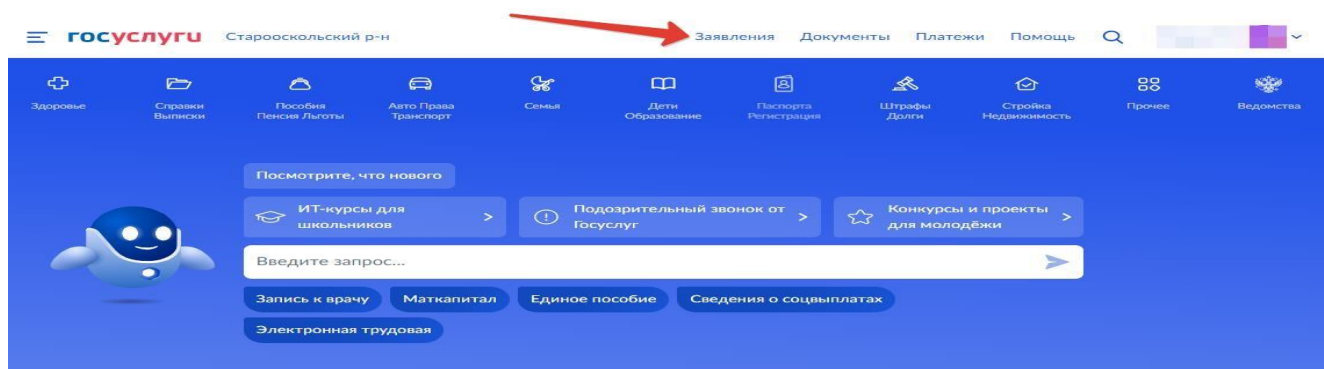 госуслуги Старооскольский р-н Заявления Документы Платежи Помощь
Здоровье
Справки
Выписки
Пособия
Пенсия Льготы
Авто Права
Транспорт
Семья
Дети
Образование
Паспорта
Регистрация
Штрафы
Долги
Стройка
Недвижимость
Прочее
Ведомства
Посмотрите, что нового
ИТ-курсы для
школьников
Подозрительный звонок от
Госуслуг
Конкурсы и проекты
для молодёжи
Введите запрос...
Запись к врачу Маткапитал Единое пособие Сведения о соцвыплатах
Электронная трудовая